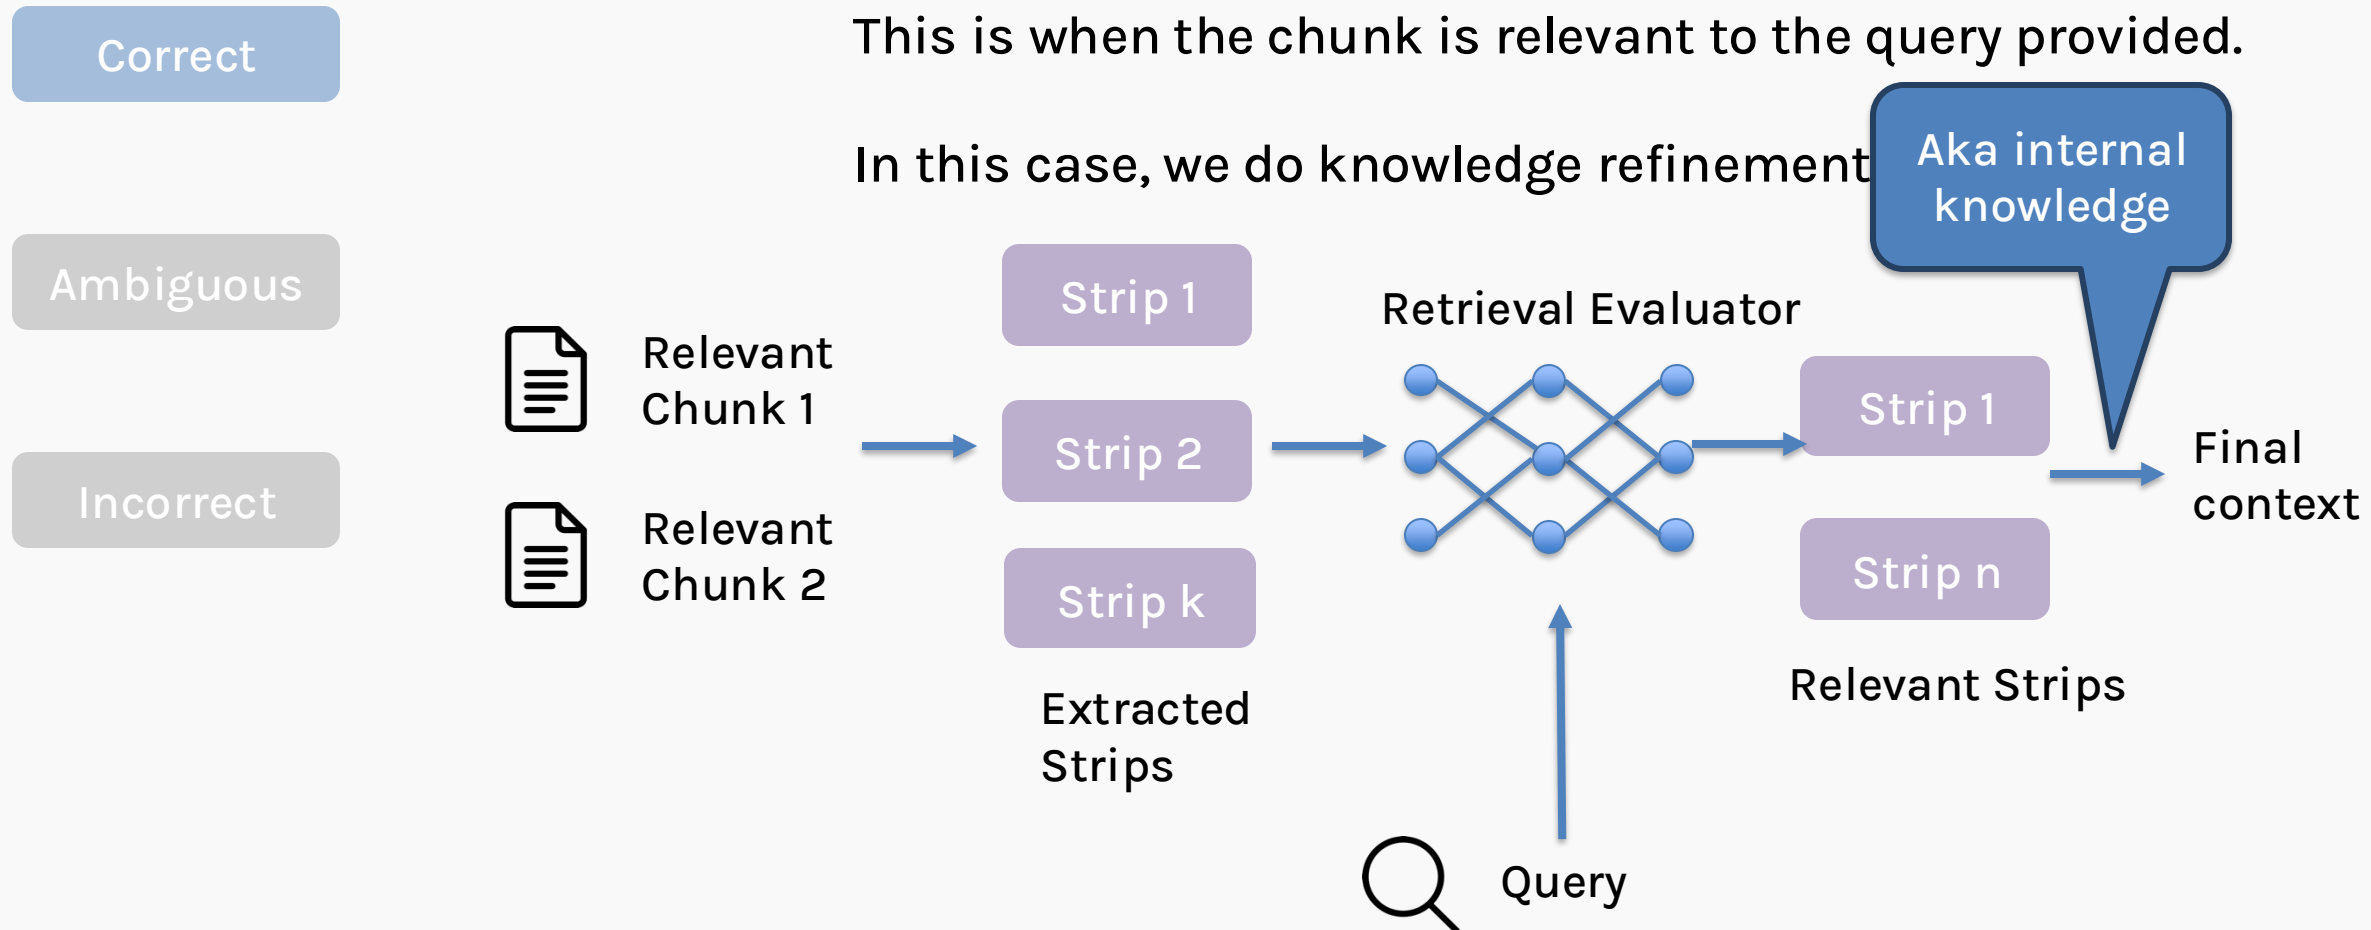 Correct
This is when the chunk is relevant to the query provided.
In this case, we do knowledge refinement
Aka internal
knowledge
Ambiguous
Incorrect
Relevant
Chunk 1
Relevant
Chunk 2
Strip 1
Strip 2
Strip k
Extracted
Strips
Retrieval Evaluator
Query
Strip 1
Strip n
Relevant Strips
Final
context